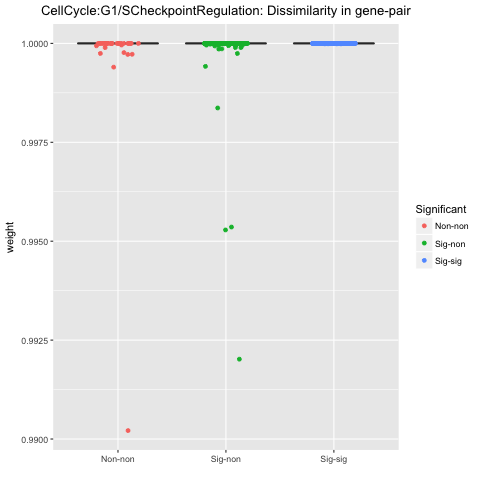 CellCycle:G1/SCheckpointRegulation: Dissimilarity in gene-pair
1.0000
0.9975
0.9950
0.9925
0.9900
weight
Non-non
Sig-non
Sig-sig
Significant
Non-non
Sig-non
Sig-sig